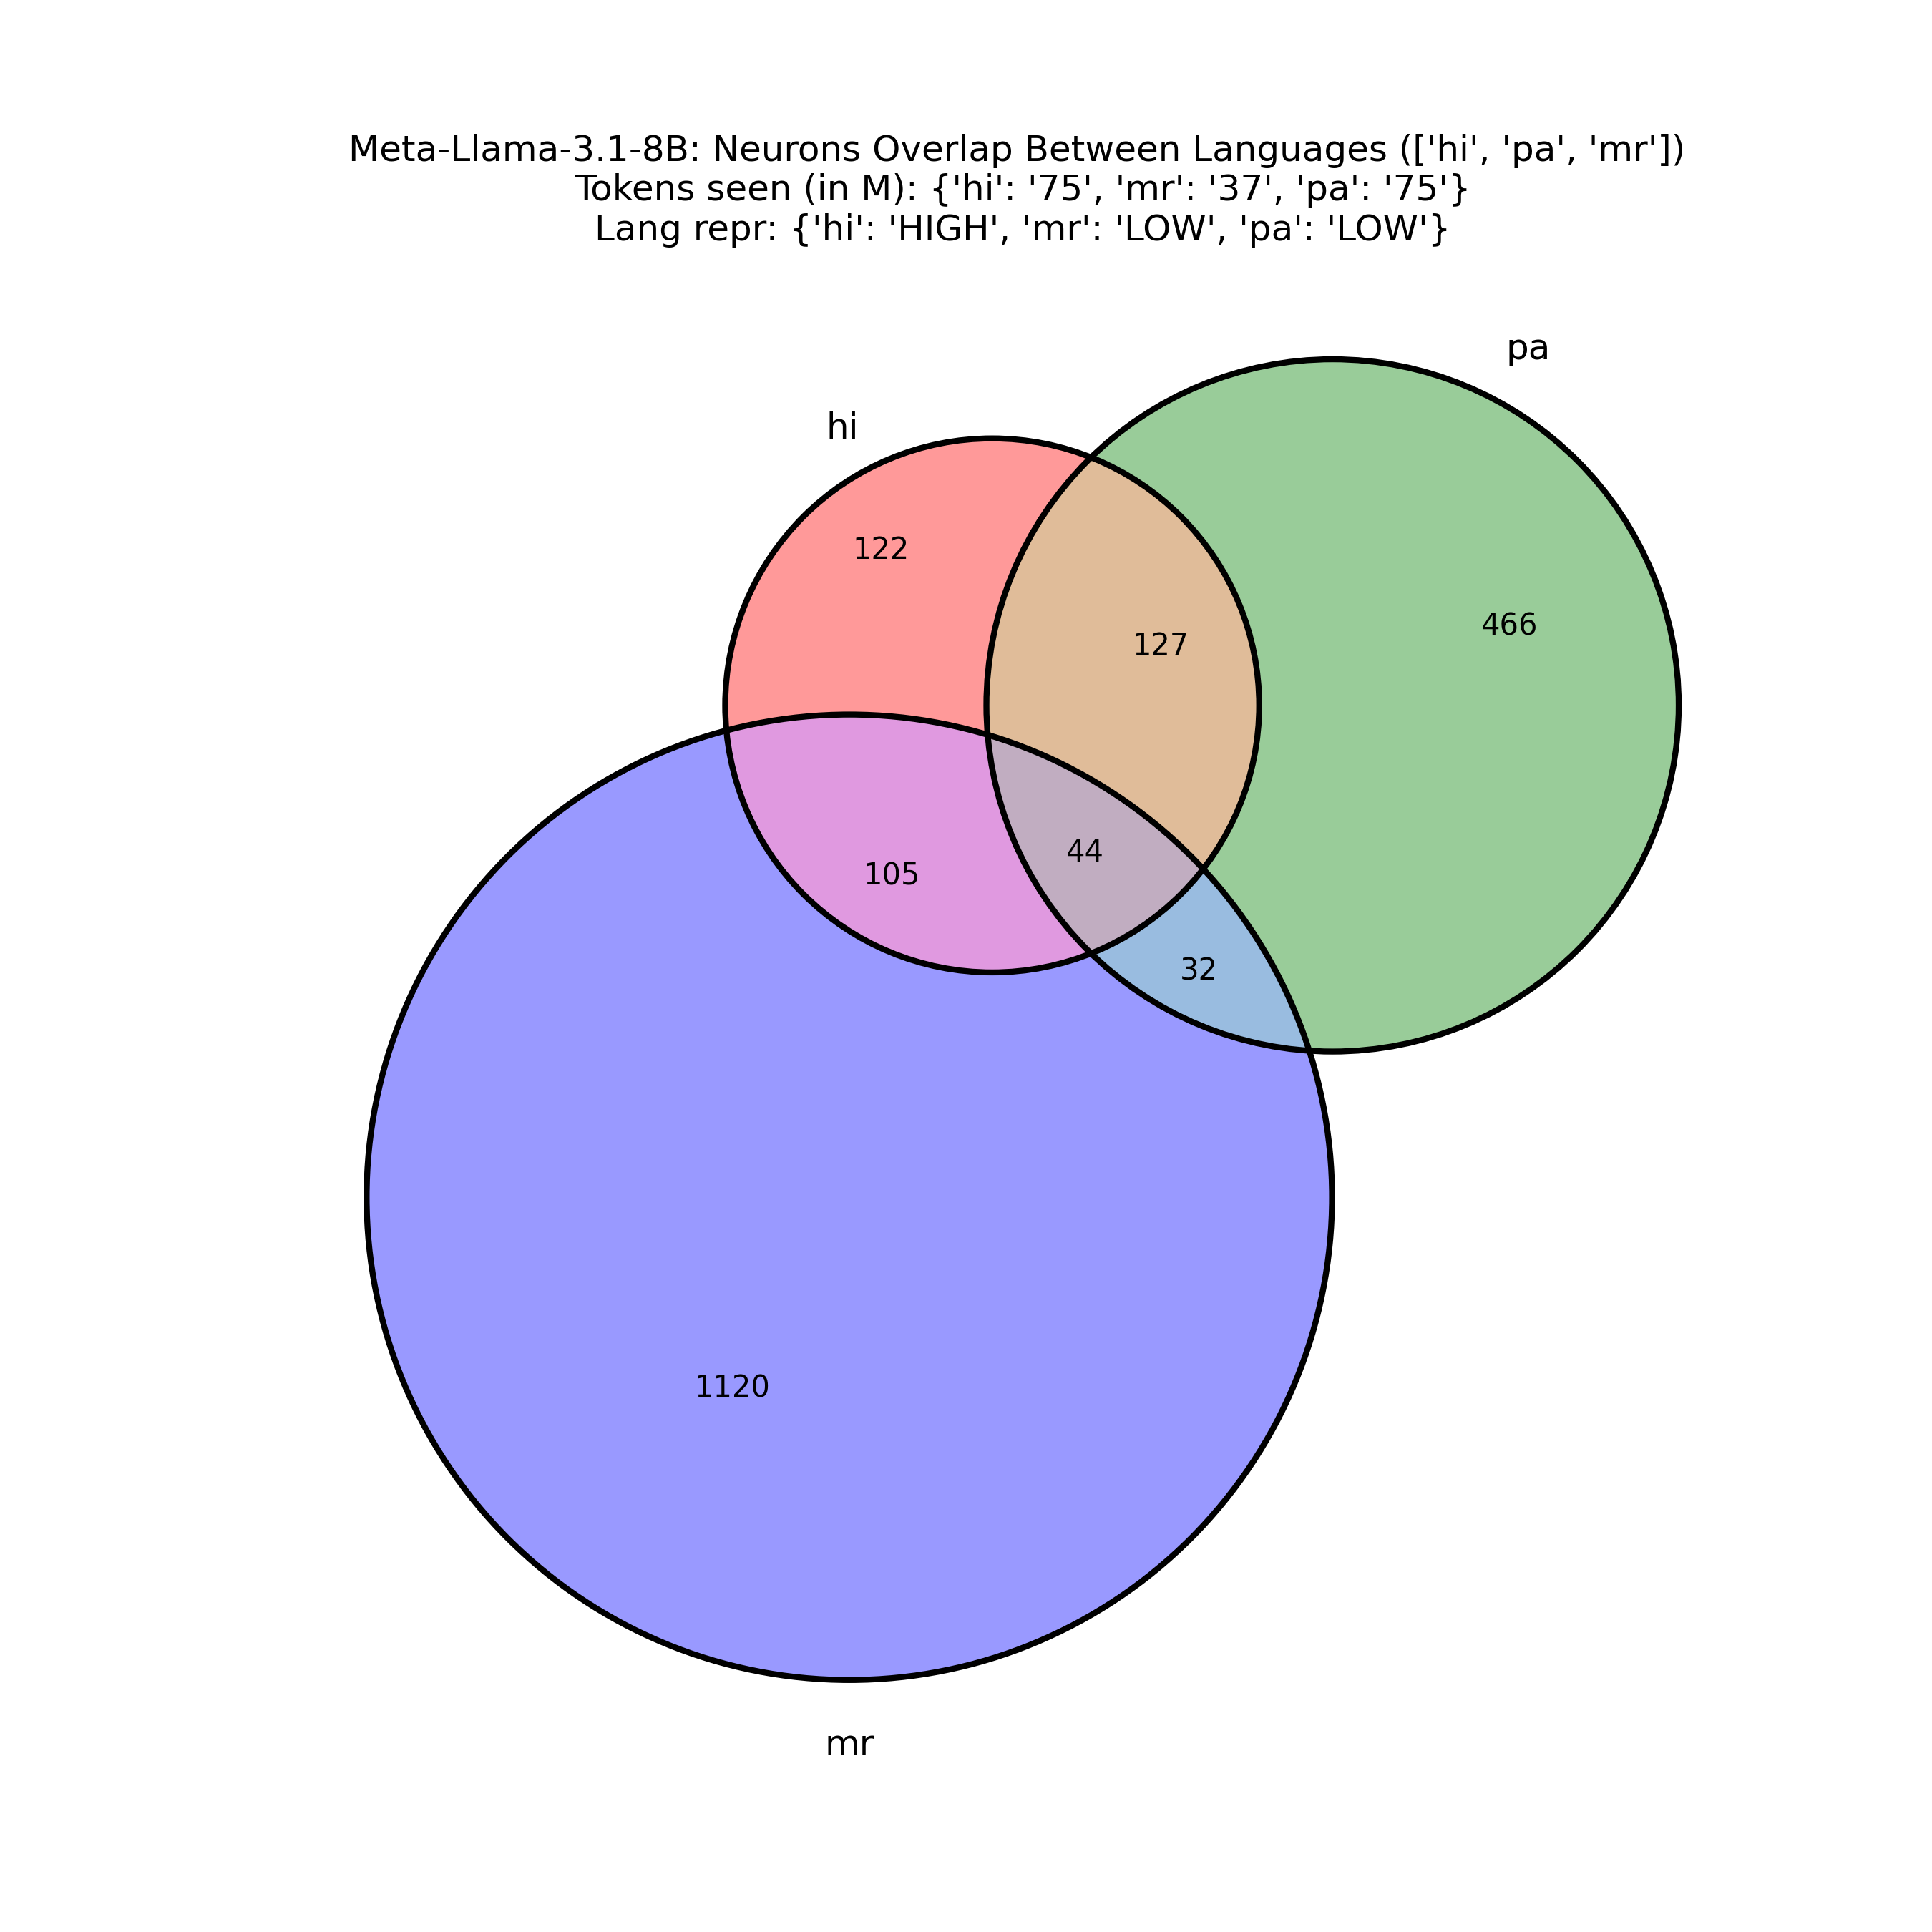 Meta-Llama-3.1-8B: Neurons Overlap Between Languages (['hi', 'pa', 'mr'])
Tokens seen (in M): {'hi': '75', 'mr': '37', 'pa': '75'}
Lang repr: {'hi': 'HIGH', 'mr': 'LOW', 'pa': 'LOW'}
pa
hi
122
466
127
44
105
32
1120
mr